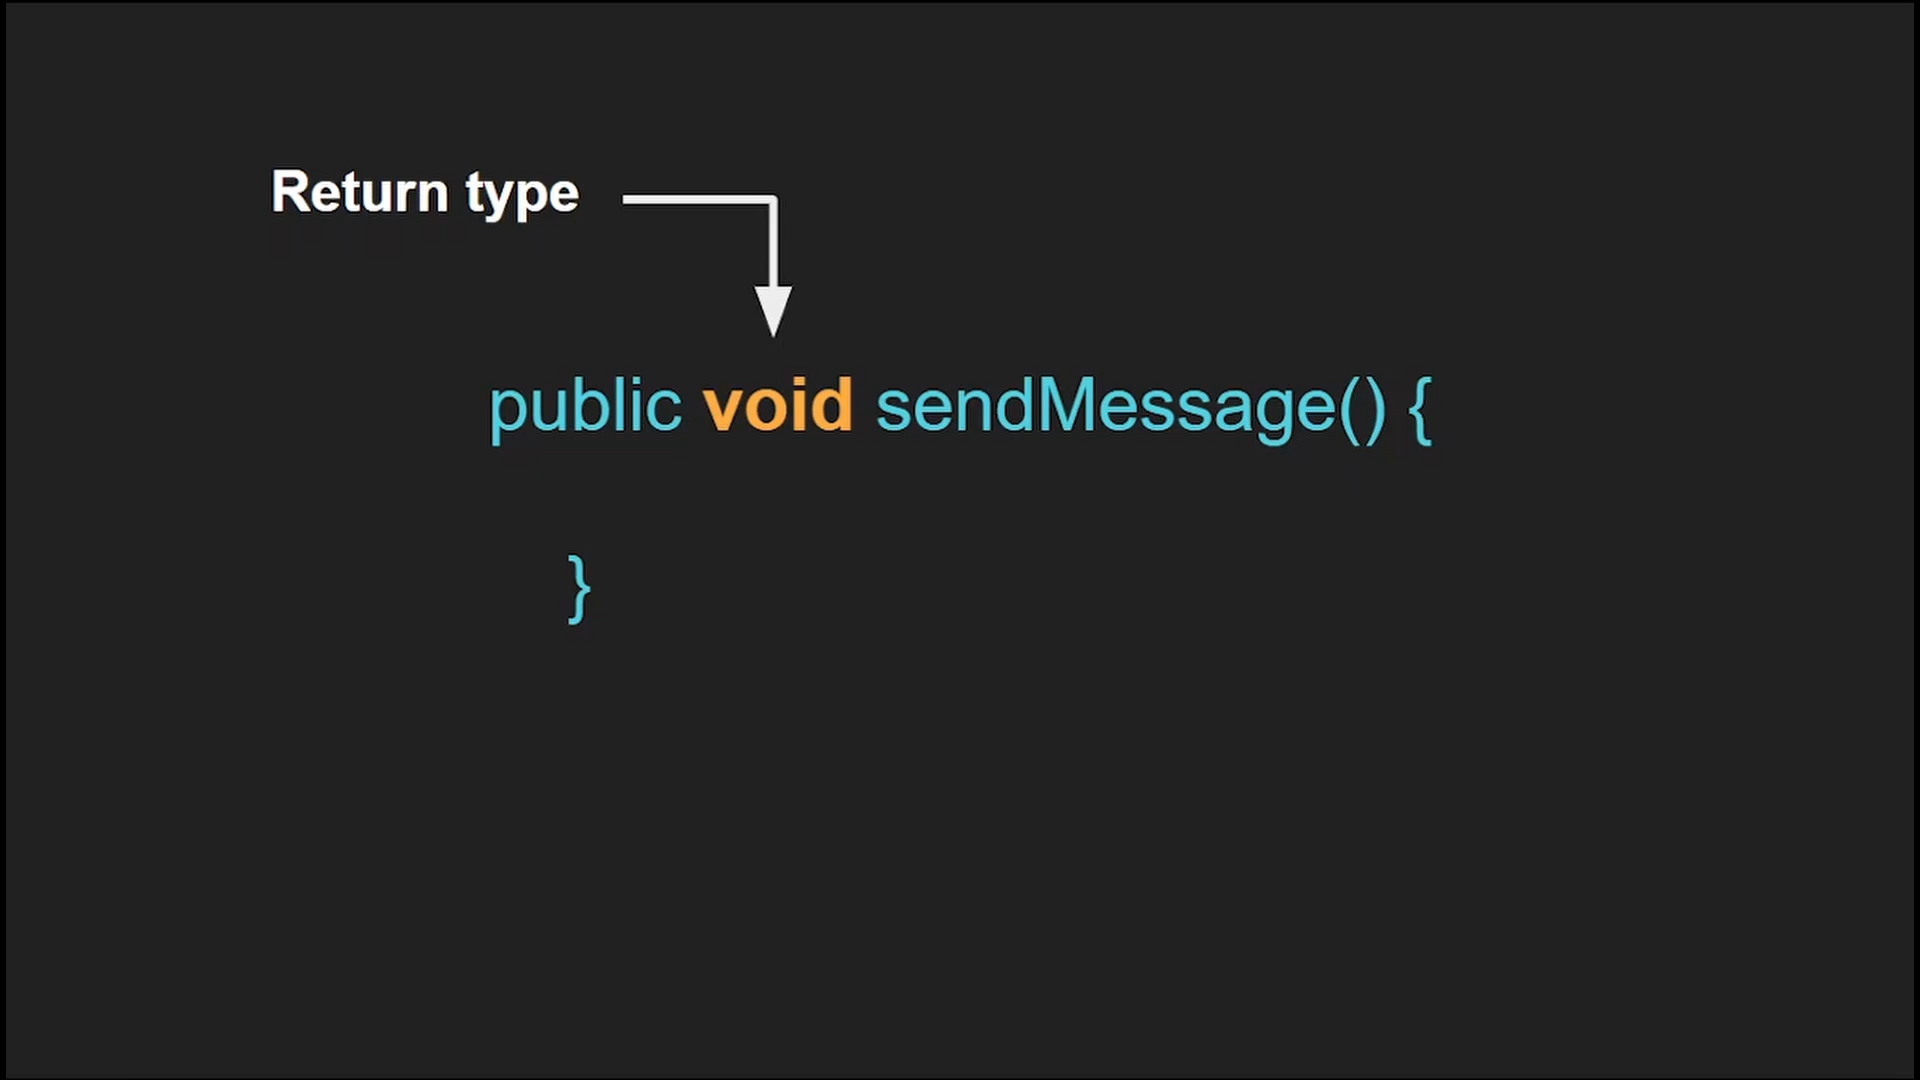 Return type
public void sendMessage() {
}